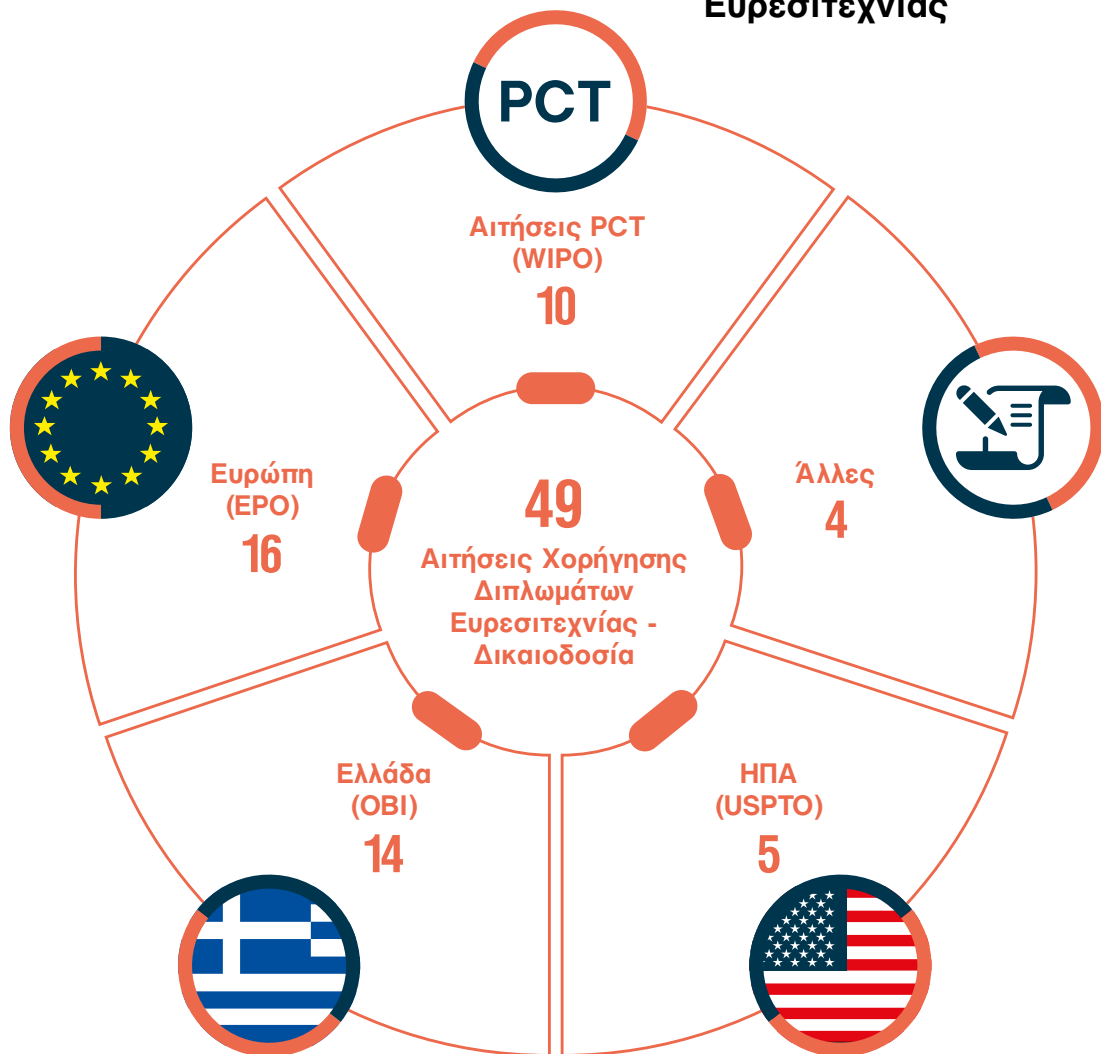 Ευρεσιτεχνίας
PCT
Αιτήσεις PCT
(WIPO)
10
Ευρώπη
(EPO)
16
Άλλες
4
49
Αιτήσεις Χορήγησης
Διπλωμάτων
Ευρεσιτεχνίας -
Δικαιοδοσία
Ελλάδα
(OBI)
14
ΗΠΑ
(USPTO)
5